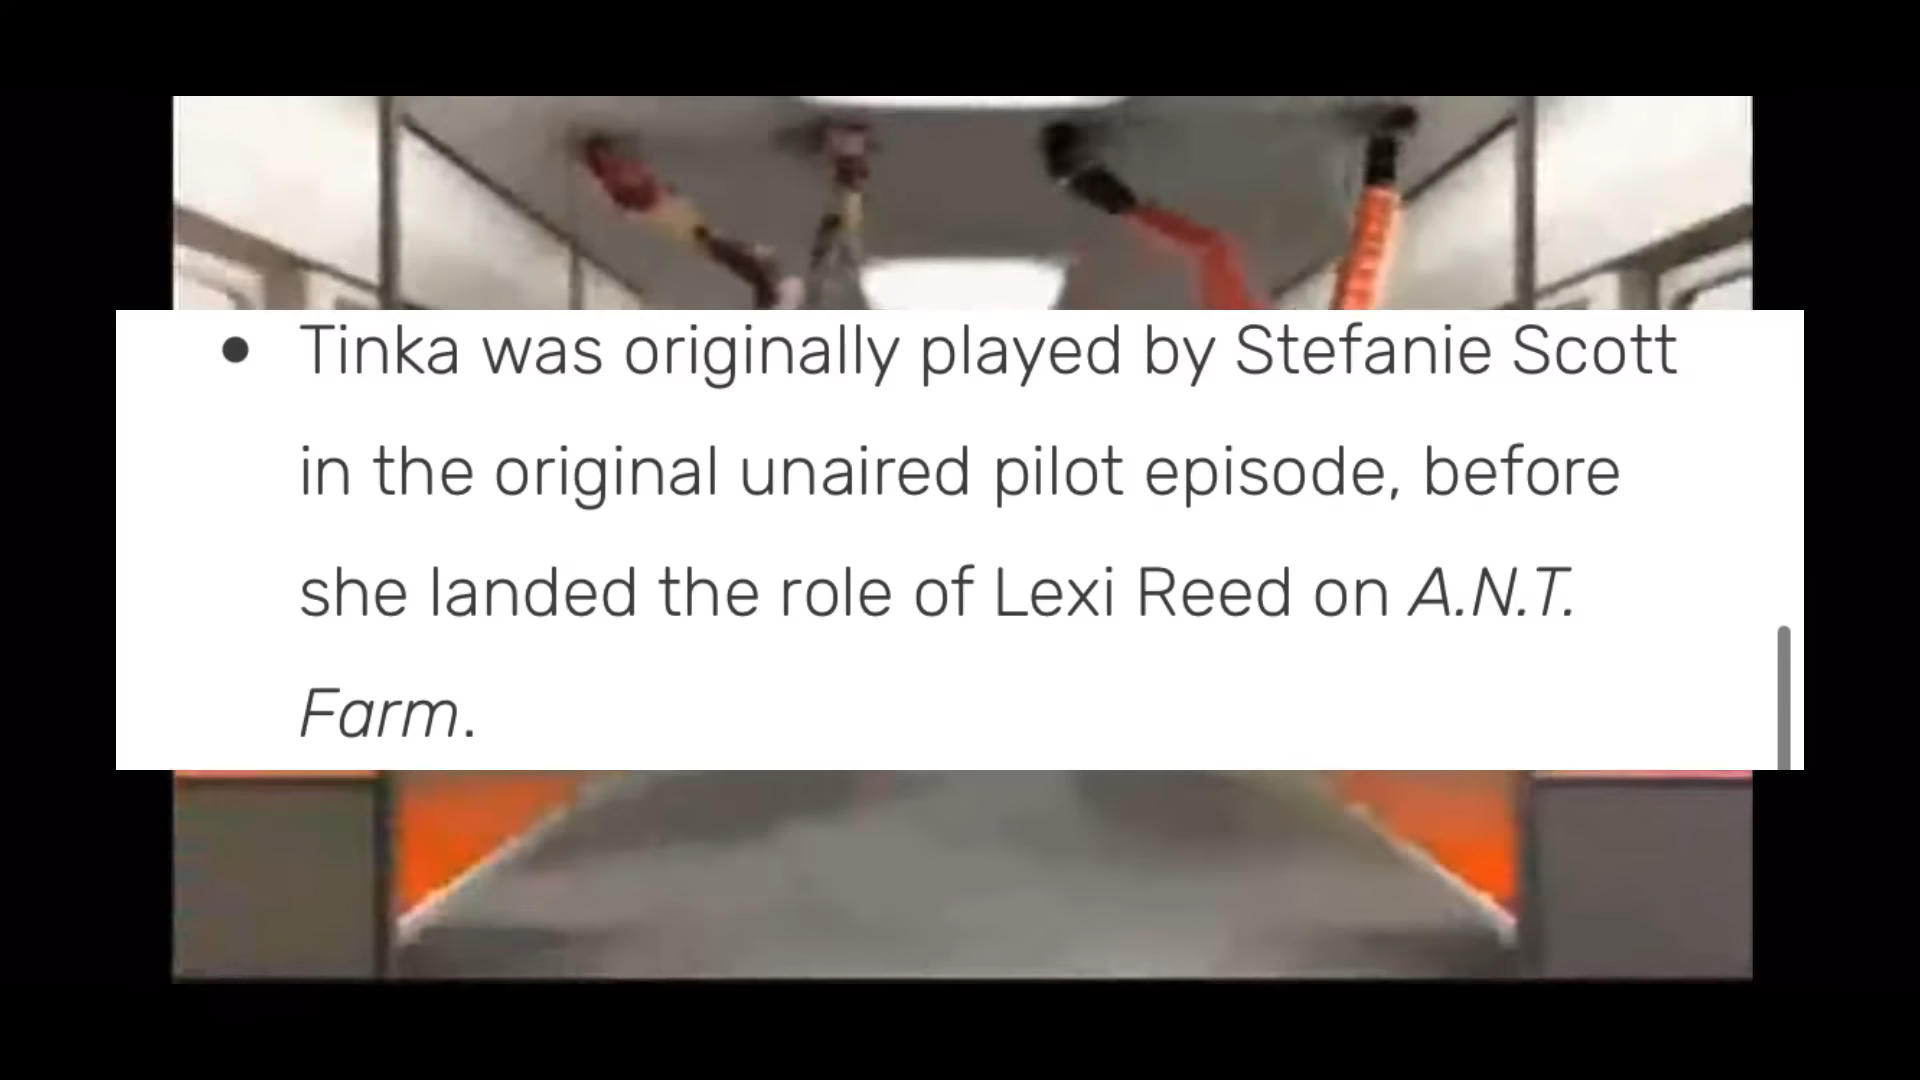 • Tinka was originally played by Stefanie Scott
in the original unaired pilot episode, before
she landed the role of Lexi Reed on A.N.T.
Farm.